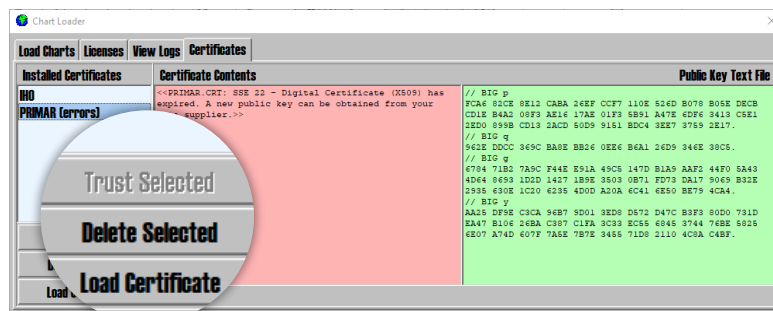 Chart Loader
Load Charts Licenses View Logs Certificates
Installed Certificates Certificate Contents Public Key Text File
IHO
PRIMAR (errors)
<<PRIMAR.CRT: SSE 22 - Digital Certificate (X509) has
expired. A new public key can be obtained from your
supplier.>>
// BIG p
FCA6 82CE 8E12 CABA 26EF CCF7 110E 526D B078 B05E DECB
CD1E B4A2 08F3 AE16 17AE 01F3 5B91 A47E 6DF6 3413 C5E1
2ED0 899B CD13 2ACD 50D9 9151 BDC4 3EE7 3759 2E17.
// BIG q
962E DDCC 369C BA8E BB26 0EE6 B6A1 26D9 346E 38C5.
// BIG g
6784 71B2 7A9C F44E E91A 49C5 147D B1A9 AAF2 44F0 5A43
4D64 8693 1D2D 1427 1B9E 3503 0B71 FD73 DA17 9069 B32E
2935 630E 1C20 6235 4D0D A20A 6C41 6E50 BE79 4CA4.
// BIG y
AA25 DF9E C3CA 96B7 9D01 3ED8 D572 D47C B3F3 80D0 731D
EA47 B106 26BA C387 C1FA 3C33 EC55 6845 3744 76BE 5825
6E07 A74D 607F 7A5E 7B7E 3455 71D8 2110 4C8A C4BF.
Trust Selected
Delete Selected
Load Certificate
Load